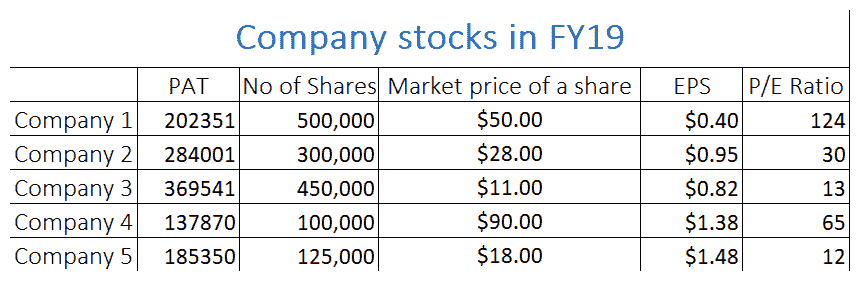 Company stocks in FY19
PAT No of Shares Market price of a share EPS P/E Ratio
Company 1 202351 500,000 $50.00 $0.40 124
Company 2 284001 300,000 $28.00 $0.95 30
Company 3 369541 450,000 $11.00 $0.82 13
Company 4 137870 100,000 $90.00 $1.38 65
Company 5 185350 125,000 $18.00 $1.48 12